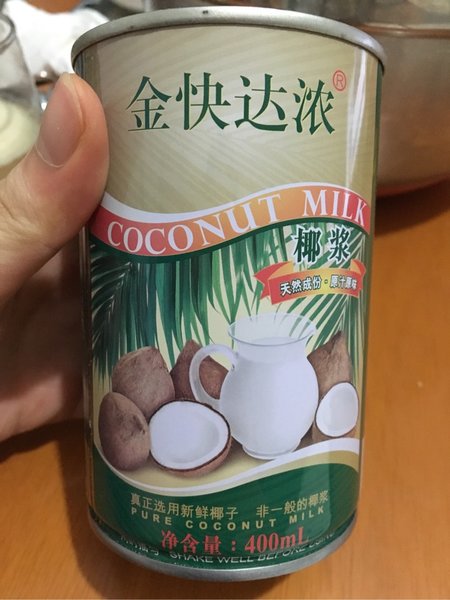 金快达浓®
COCONUT MILK
椰浆
天然成份·原汁原味
真正选用新鲜椰子 非一般的椰浆
PURE COCONUT MILK
净含量:400mL
SHAKE WELL BEFORE